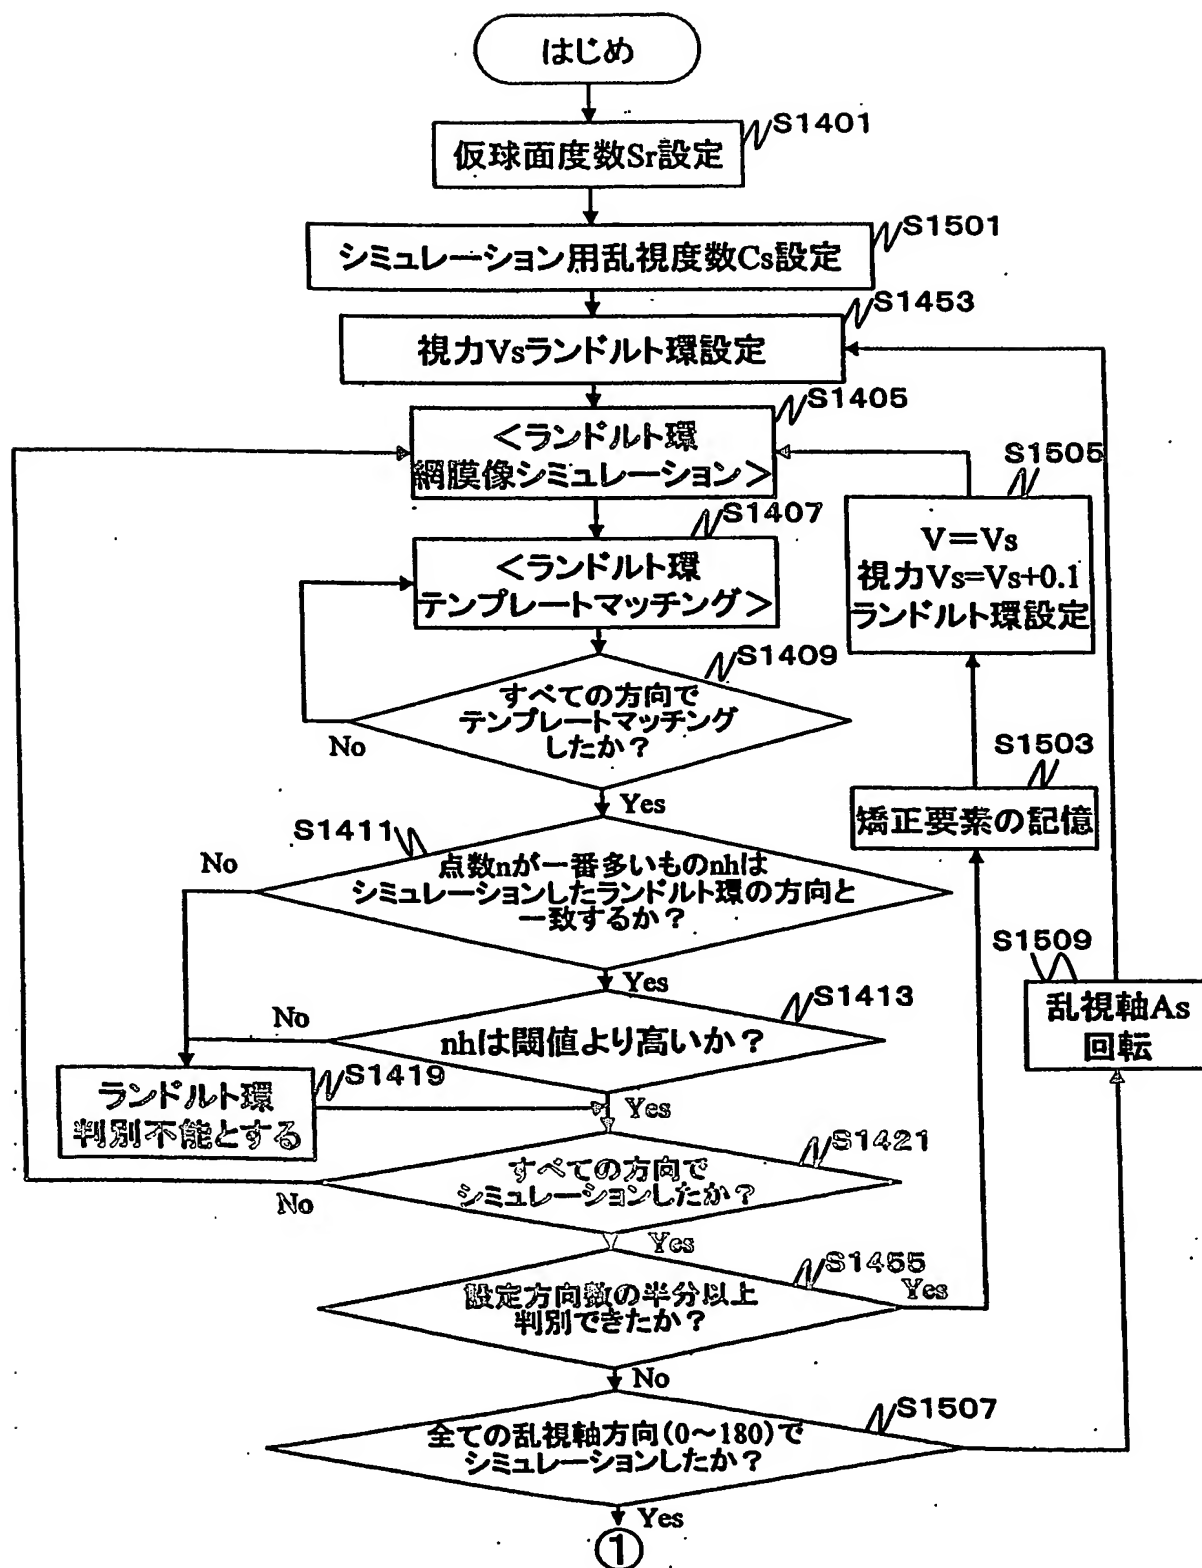 はじめ
S1401
仮球面度数Sr設定
S1501
シミュレーション用乱視度数Cs設定
S1453
視力Vsランドルト環設定
S1405
<ランドルト環
網膜像シミュレーション>
S1505
V=Vs
視力Vs=Vs+0.1
ランドルト環設定
S1407
<ランドルト環
テンプレートマッチング>
S1409
すべての方向で
テンプレートマッチング
したか?
No
Yes
S1503
矯正要素の記憶
S1411
No
点数nが一番多いものnhは
シミュレーションしたランドルト環の方向と
一致するか?
Yes
S1509
乱視軸As
回転
S1413
No
nhは閾値より高いか?
Yes
S1419
ランドルト環
判別不能とする
S1421
すべての方向で
シミュレーションしたか?
No
Yes
S1455
設定方向数の半分以上
判別できたか?
Yes
No
S1507
全ての乱視軸方向(0~180)で
シミュレーションしたか?
Yes
①